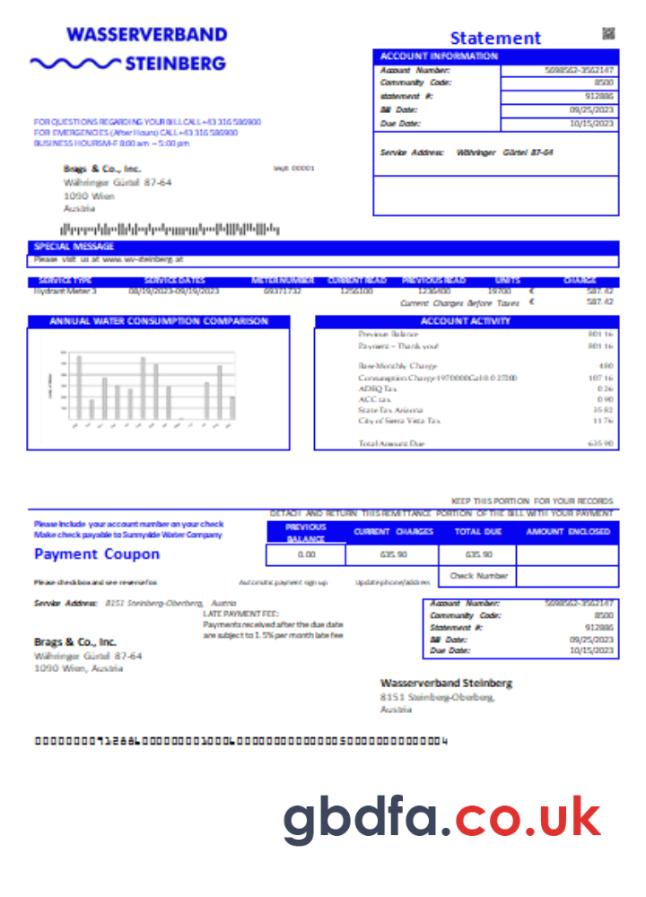 WASSERVERBAND
STEINBERG
Statement
ACCOUNT INFORMATION
Account Number: 5698562-3562147
Community Code: 8500
statement #: 912886
Bill Date: 09/25/2023
Due Date: 10/15/2023
Service Address: Währinger Gürtel 87-64
FOR QUESTIONS REGARDING YOUR BILL CALL +43 316 586900
FOR EMERGENCIES (After Hours) CALL +43 316 586900
BUSINESS HOURS M-F 8:00 am – 5:00 pm
Brags & Co., Inc. 00001
Währinger Gürtel 87-64
1090 Wien
Austria
SPECIAL MESSAGE
Please visit us at www.wv-steinberg.at
SERVICE TYPE SERVICE DATES METER NUMBER CURRENT READ PREVIOUS READ UNITS CHARGE
Hydrant Meter 3 08/19/2023-09/19/2023 69371732 1256100 1236400 19700 € 587.42
Current Charges Before Taxes € 587.42
ANNUAL WATER CONSUMPTION COMPARISON
ACCOUNT ACTIVITY
Previous Balance 801.16
Payment – Thank you! 801.16
Base Monthly Charge 480
Consumption Charge 107.16
ADEQ Tax 0.26
ACC tax 0.90
State Tax Arizona 35.82
City of Sierra Vista Tax 11.76
Total Amount Due 635.90
KEEP THIS PORTION FOR YOUR RECORDS
DETACH AND RETURN THIS REMITTANCE PORTION OF THE BILL WITH YOUR PAYMENT
Please Include your account number on your check
Make check payable to Sunnyside Water Company
Payment Coupon
PREVIOUS BALANCE CURRENT CHARGES TOTAL DUE AMOUNT ENCLOSED
0.00 635.90 635.90
Check Number
Please check box and see reverse for Automatic payment sign up Update phone/address
Service Address: 8151 Steinberg-Oberberg, Austria
LATE PAYMENT FEE:
Payments received after the due date
are subject to 1.5% per month late fee
Account Number: 5698562-3562147
Community Code: 8500
Statement #: 912886
Bill Date: 09/25/2023
Due Date: 10/15/2023
Brags & Co., Inc.
Währinger Gürtel 87-64
1090 Wien, Austria
Wasserverband Steinberg
8151 Steinberg-Oberberg,
Austria
gbdfa.co.uk